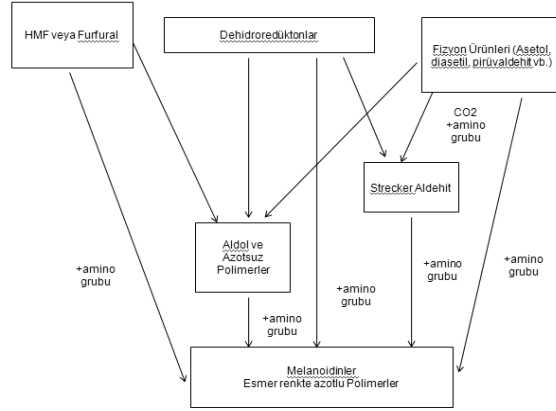 HMF veya Furfural
Dehidroredüktonlar
Fizyon Ürünleri (Asetol,
diasetil, pirüvaldehit vb.)
CO2
+amino
grubu
Strecker Aldehit
Aldol ve
Azotsuz
Polimerler
+amino
grubu
+amino
grubu
+amino
grubu
+amino
grubu
+amino
grubu
Melanoidinler
Esmer renkte azotlu Polimerler